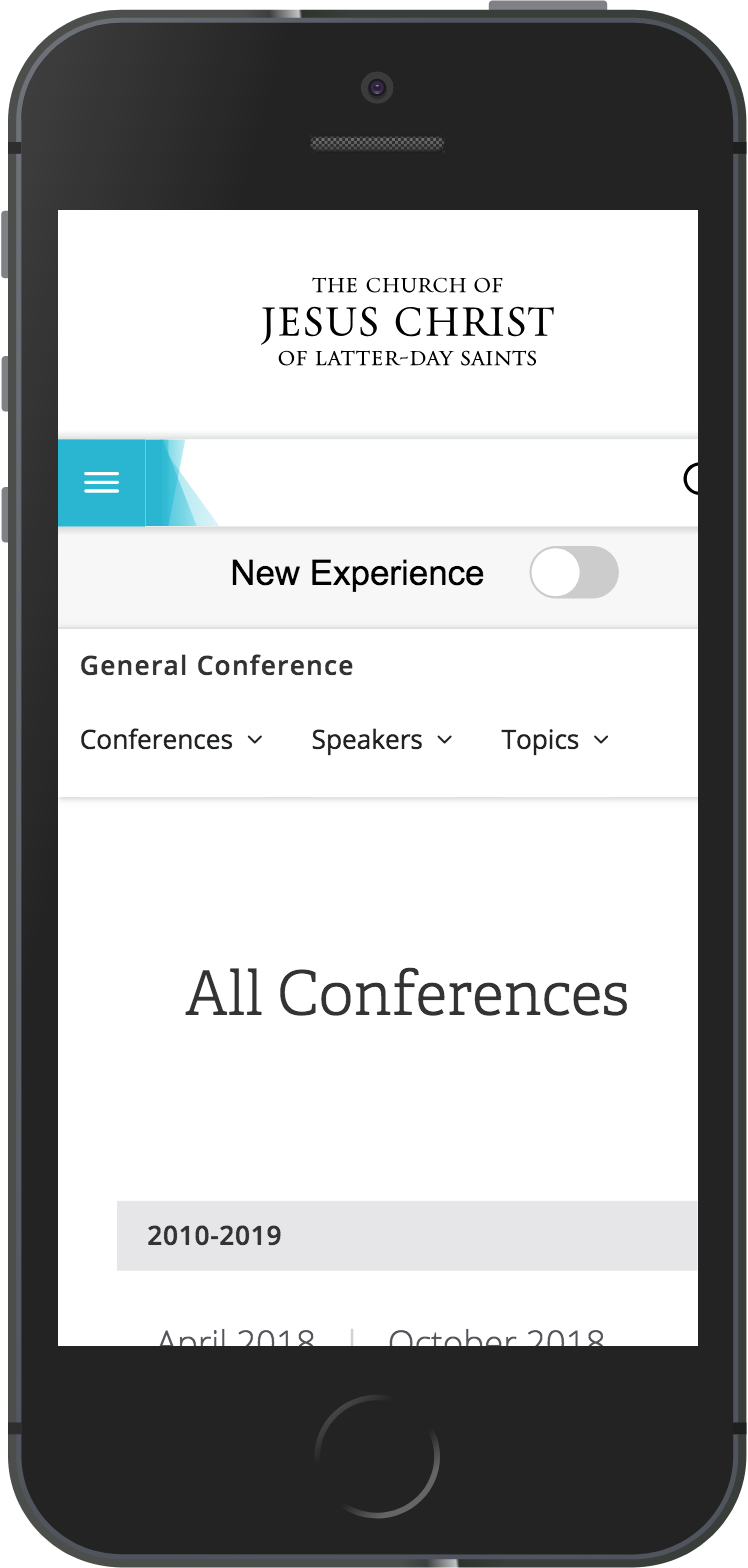 THE CHURCH OF
JESUS CHRIST
OF LATTER-DAY SAINTS
New Experience
General Conference
Conferences Speakers Topics
All Conferences
2010-2019
April 2018 | October 2018